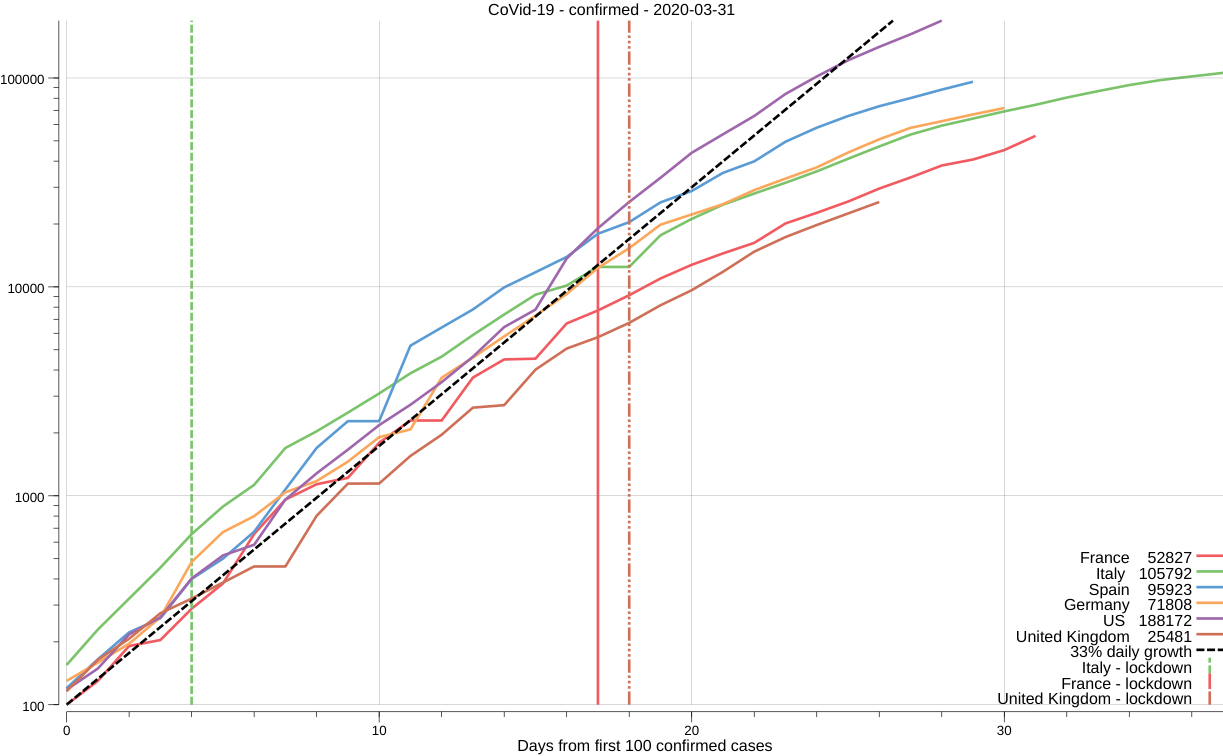 CoVid-19 - confirmed - 2020-03-31
100000
10000
1000
100
France 52827
Italy 105792
Spain 95923
Germany 71808
US 188172
United Kingdom 25481
33% daily growth
Italy - lockdown
France - lockdown
United Kingdom - lockdown
0 10 20 30
Days from first 100 confirmed cases